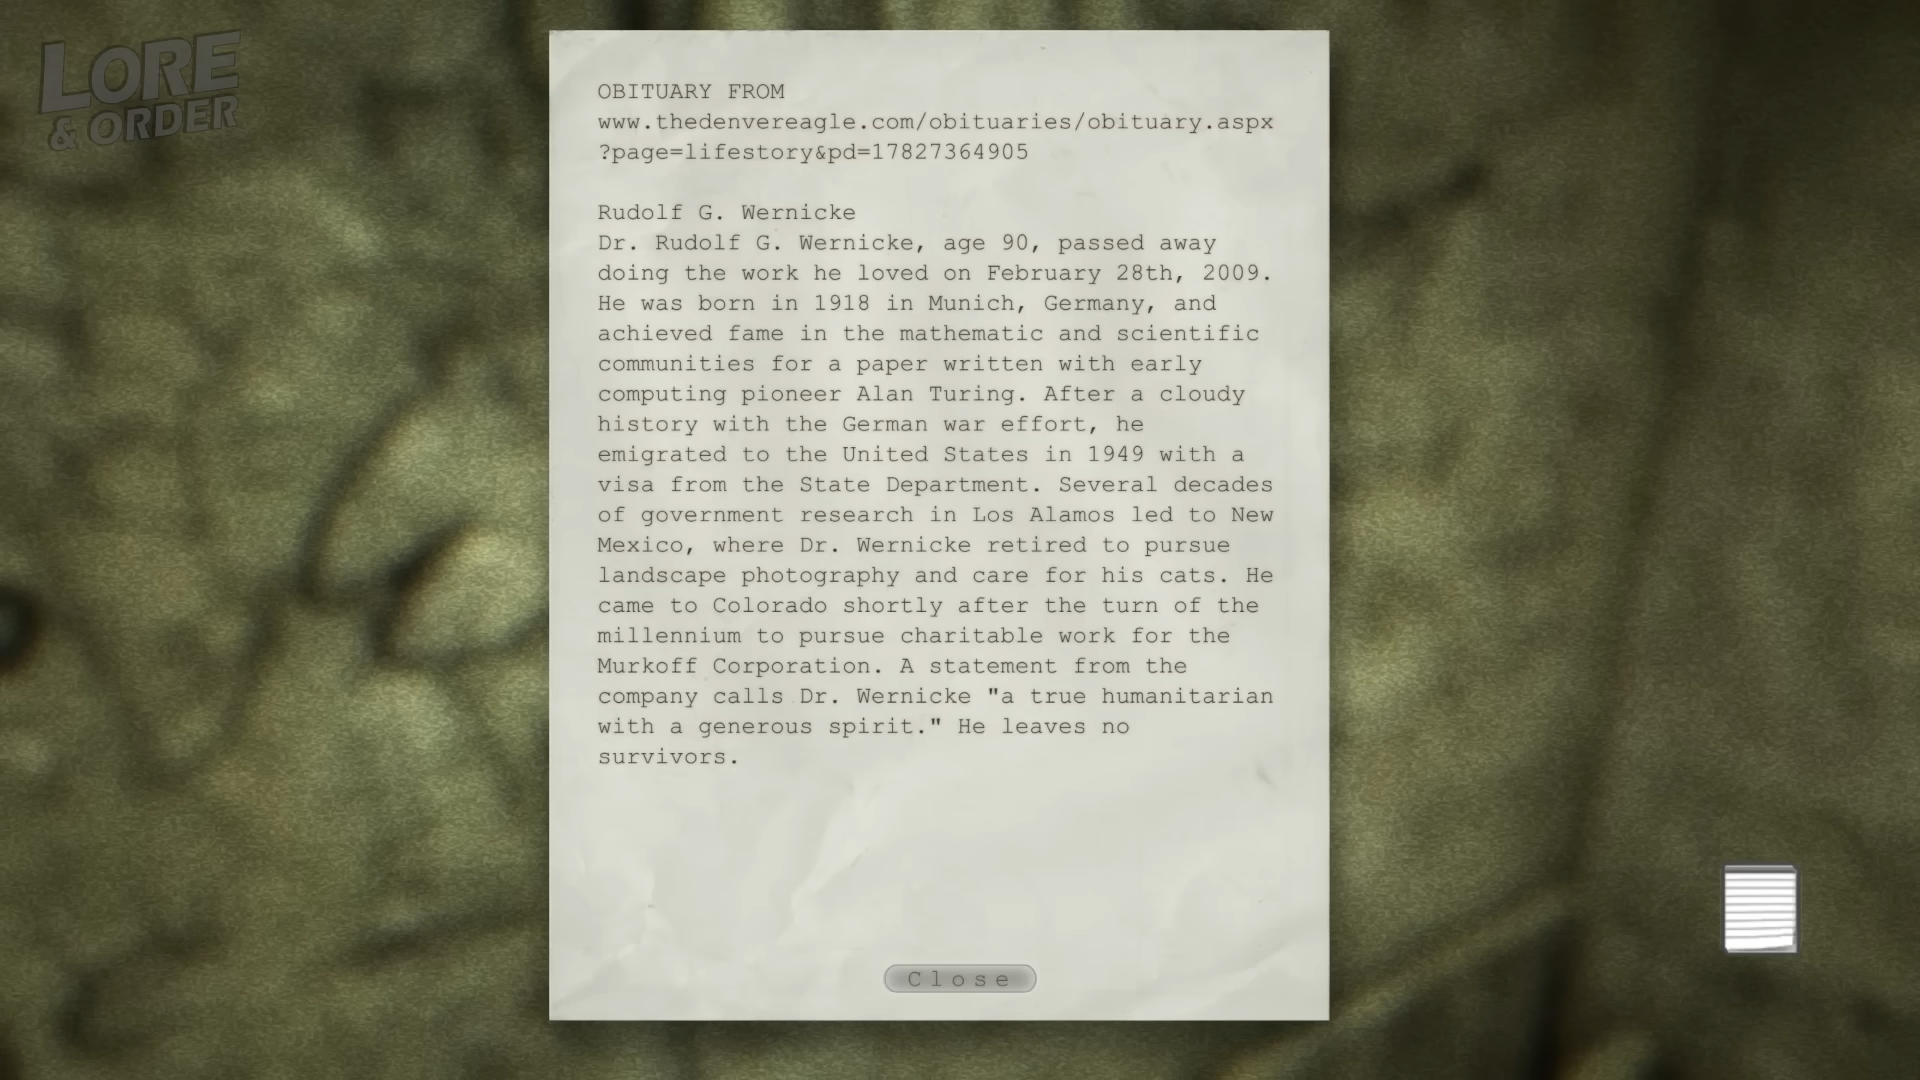 LORE
& ORDER
OBITUARY FROM
www.thedenvereagle.com/obituaries/obituary.aspx
?page=lifestory&pd=17827364905
Rudolf G. Wernicke
Dr. Rudolf G. Wernicke, age 90, passed away
doing the work he loved on February 28th, 2009.
He was born in 1918 in Munich, Germany, and
achieved fame in the mathematic and scientific
communities for a paper written with early
computing pioneer Alan Turing. After a cloudy
history with the German war effort, he
emigrated to the United States in 1949 with a
visa from the State Department. Several decades
of government research in Los Alamos led to New
Mexico, where Dr. Wernicke retired to pursue
landscape photography and care for his cats. He
came to Colorado shortly after the turn of the
millennium to pursue charitable work for the
Murkoff Corporation. A statement from the
company calls Dr. Wernicke "a true humanitarian
with a generous spirit." He leaves no
survivors.
Close